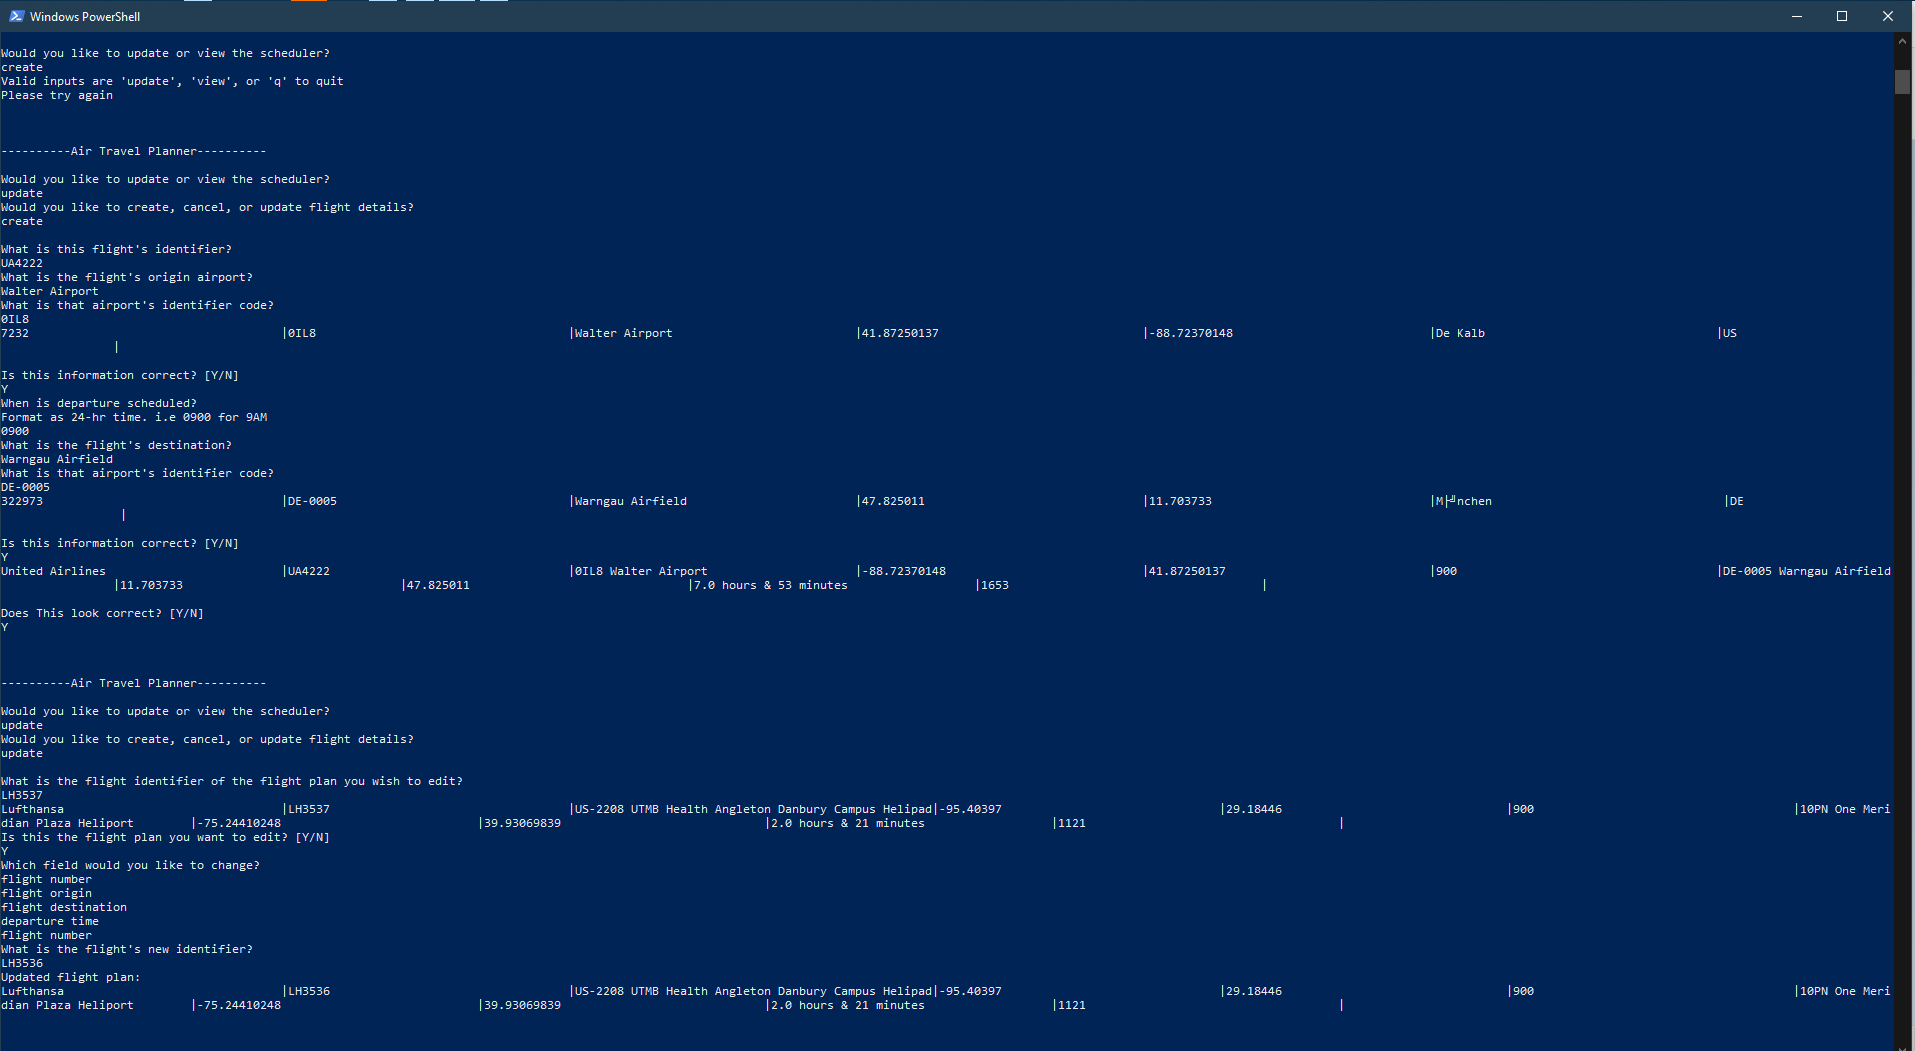 Windows PowerShell
Would you like to update or view the scheduler?
create
Valid inputs are 'update', 'view', or 'q' to quit
Please try again
----------Air Travel Planner----------
Would you like to update or view the scheduler?
update
Would you like to create, cancel, or update flight details?
create
What is this flight's identifier?
UA4222
What is the flight's origin airport?
Walter Airport
What is that airport's identifier code?
0IL8
7232 |0IL8 |Walter Airport |41.87250137 |-88.72370148 |De Kalb |US
|
Is this information correct? [Y/N]
Y
When is departure scheduled?
Format as 24-hr time. i.e 0900 for 9AM
0900
What is the flight's destination?
Warngau Airfield
What is that airport's identifier code?
DE-0005
322973 |DE-0005 |Warngau Airfield |47.825011 |11.703733 |M├╝nchen |DE
|
Is this information correct? [Y/N]
Y
United Airlines |UA4222 |0IL8 Walter Airport |-88.72370148 |41.87250137 |900 |DE-0005 Warngau Airfield
|11.703733 |47.825011 |7.0 hours & 53 minutes |1653 |
Does This look correct? [Y/N]
Y
----------Air Travel Planner----------
Would you like to update or view the scheduler?
update
Would you like to create, cancel, or update flight details?
update
What is the flight identifier of the flight plan you wish to edit?
LH3537
Lufthansa |LH3537 |US-2208 UTMB Health Angleton Danbury Campus Helipad|-95.40397 |29.18446 |900 |10PN One Meri
dian Plaza Heliport |-75.24410248 |39.93069839 |2.0 hours & 21 minutes |1121 |
Is this the flight plan you want to edit? [Y/N]
Y
Which field would you like to change?
flight number
flight origin
flight destination
departure time
flight number
What is the flight's new identifier?
LH3536
Updated flight plan:
Lufthansa |LH3536 |US-2208 UTMB Health Angleton Danbury Campus Helipad|-95.40397 |29.18446 |900 |10PN One Meri
dian Plaza Heliport |-75.24410248 |39.93069839 |2.0 hours & 21 minutes |1121 |